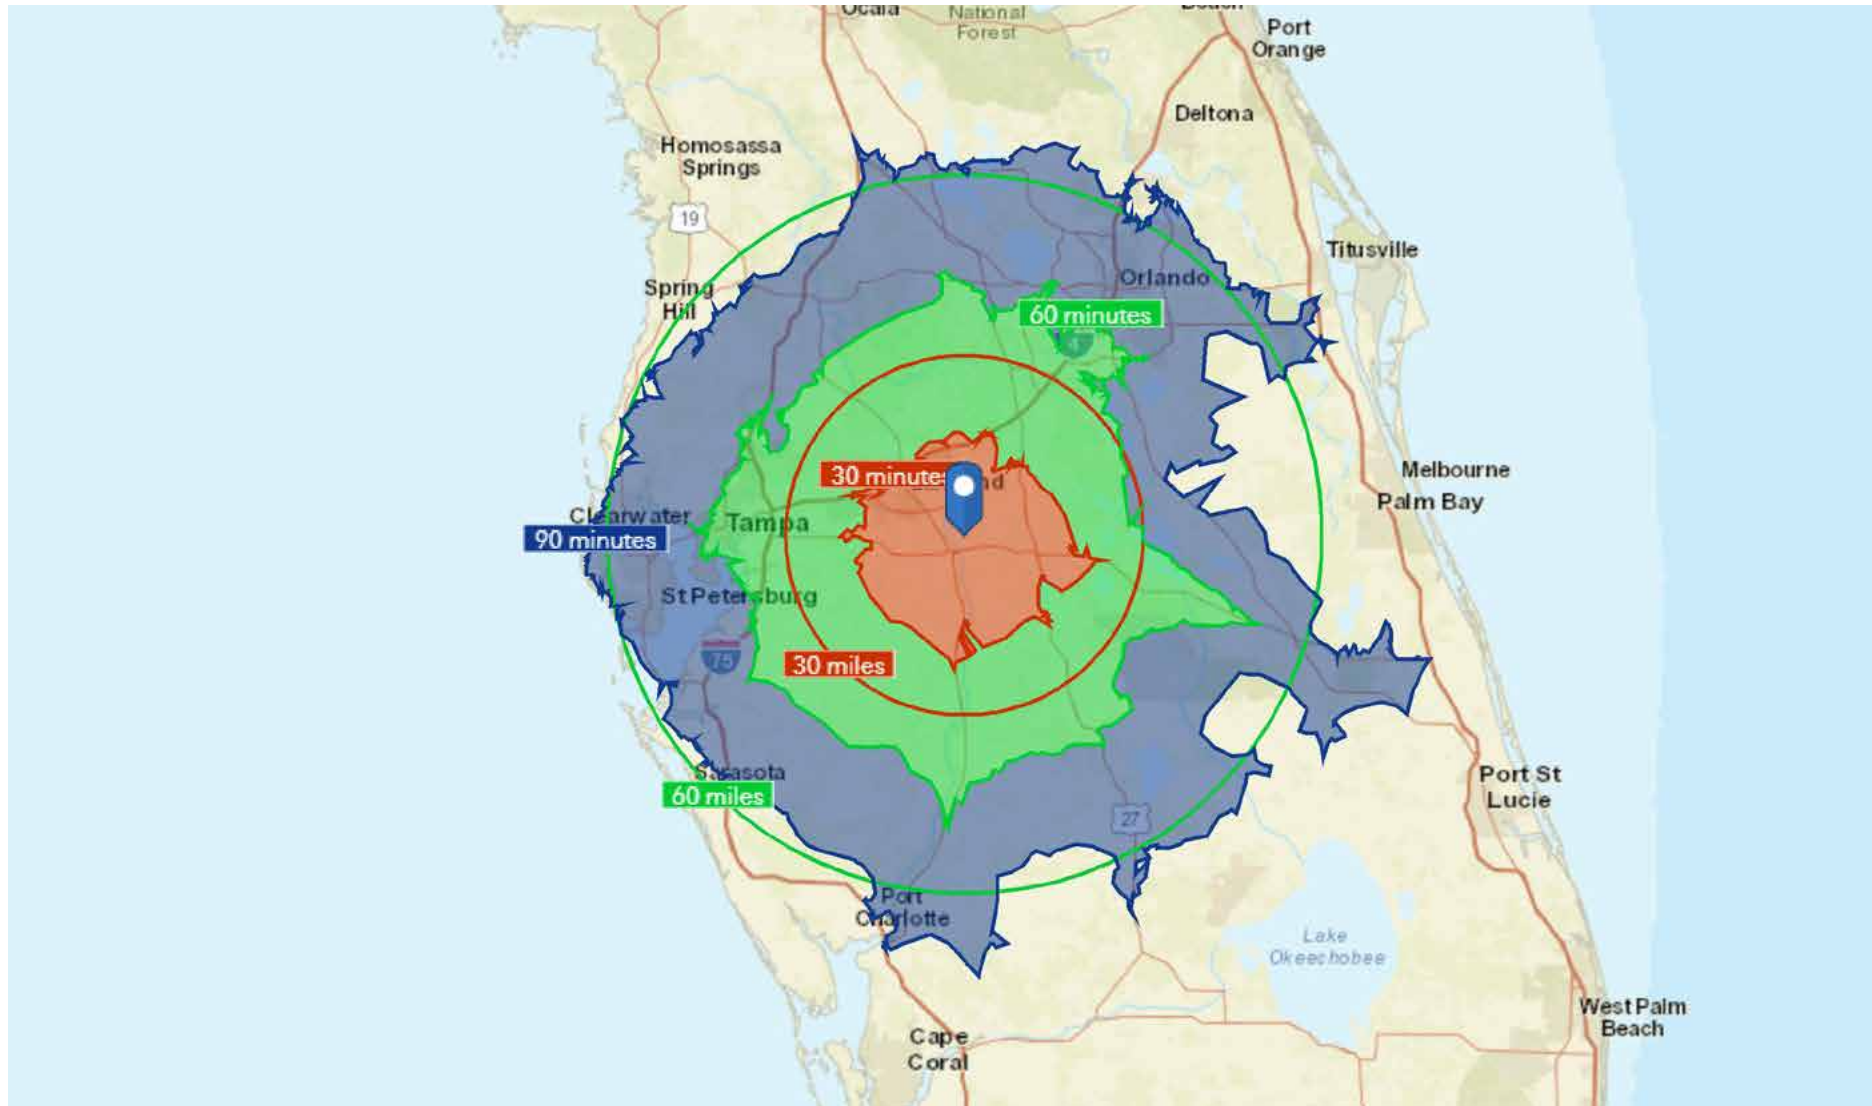 Ocala
National
Forest
Beach
Port
Orange
Deltona
Homosassa
Springs
19
Titusville
Orlando
Spring
Hill
60 minutes
4
Melbourne
30 minutes
Palm Bay
Clearwater
Tampa
90 minutes
St Petersburg
75
30 miles
Sarasota
60 miles
Port St
Lucie
27
Port
Charlotte
Lake
Okeechobee
West Palm
Beach
Cape
Coral